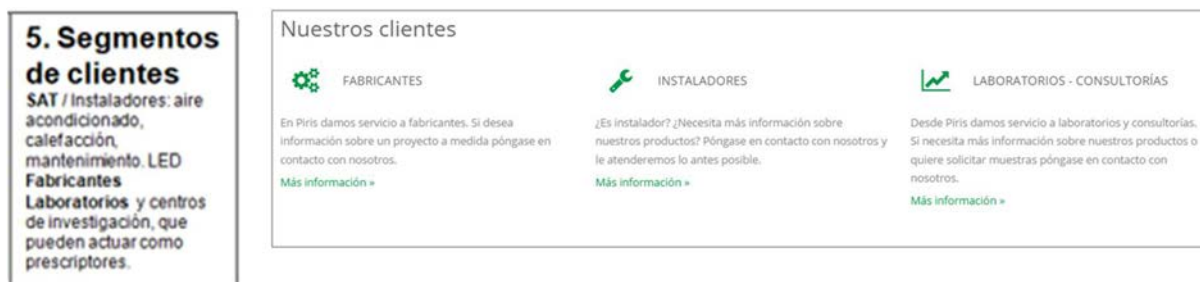 5. Segmentos
de clientes
SAT / Instaladores: aire
acondicionado,
calefacción,
mantenimiento. LED
Fabricantes
Laboratorios y centros
de investigación, que
pueden actuar como
prescriptores.
Nuestros clientes
FABRICANTES
En Piris damos servicio a fabricantes. Si desea
información sobre un proyecto a medida póngase en
contacto con nosotros.
Más información »
INSTALADORES
¿Es instalador? ¿Necesita más información sobre
nuestros productos? Póngase en contacto con nosotros y
le atenderemos lo antes posible.
Más información »
LABORATORIOS - CONSULTORÍAS
Desde Piris damos servicio a laboratorios y consultorías.
Si necesita más información sobre nuestros productos o
quiere solicitar muestras póngase en contacto con
nosotros.
Más información »